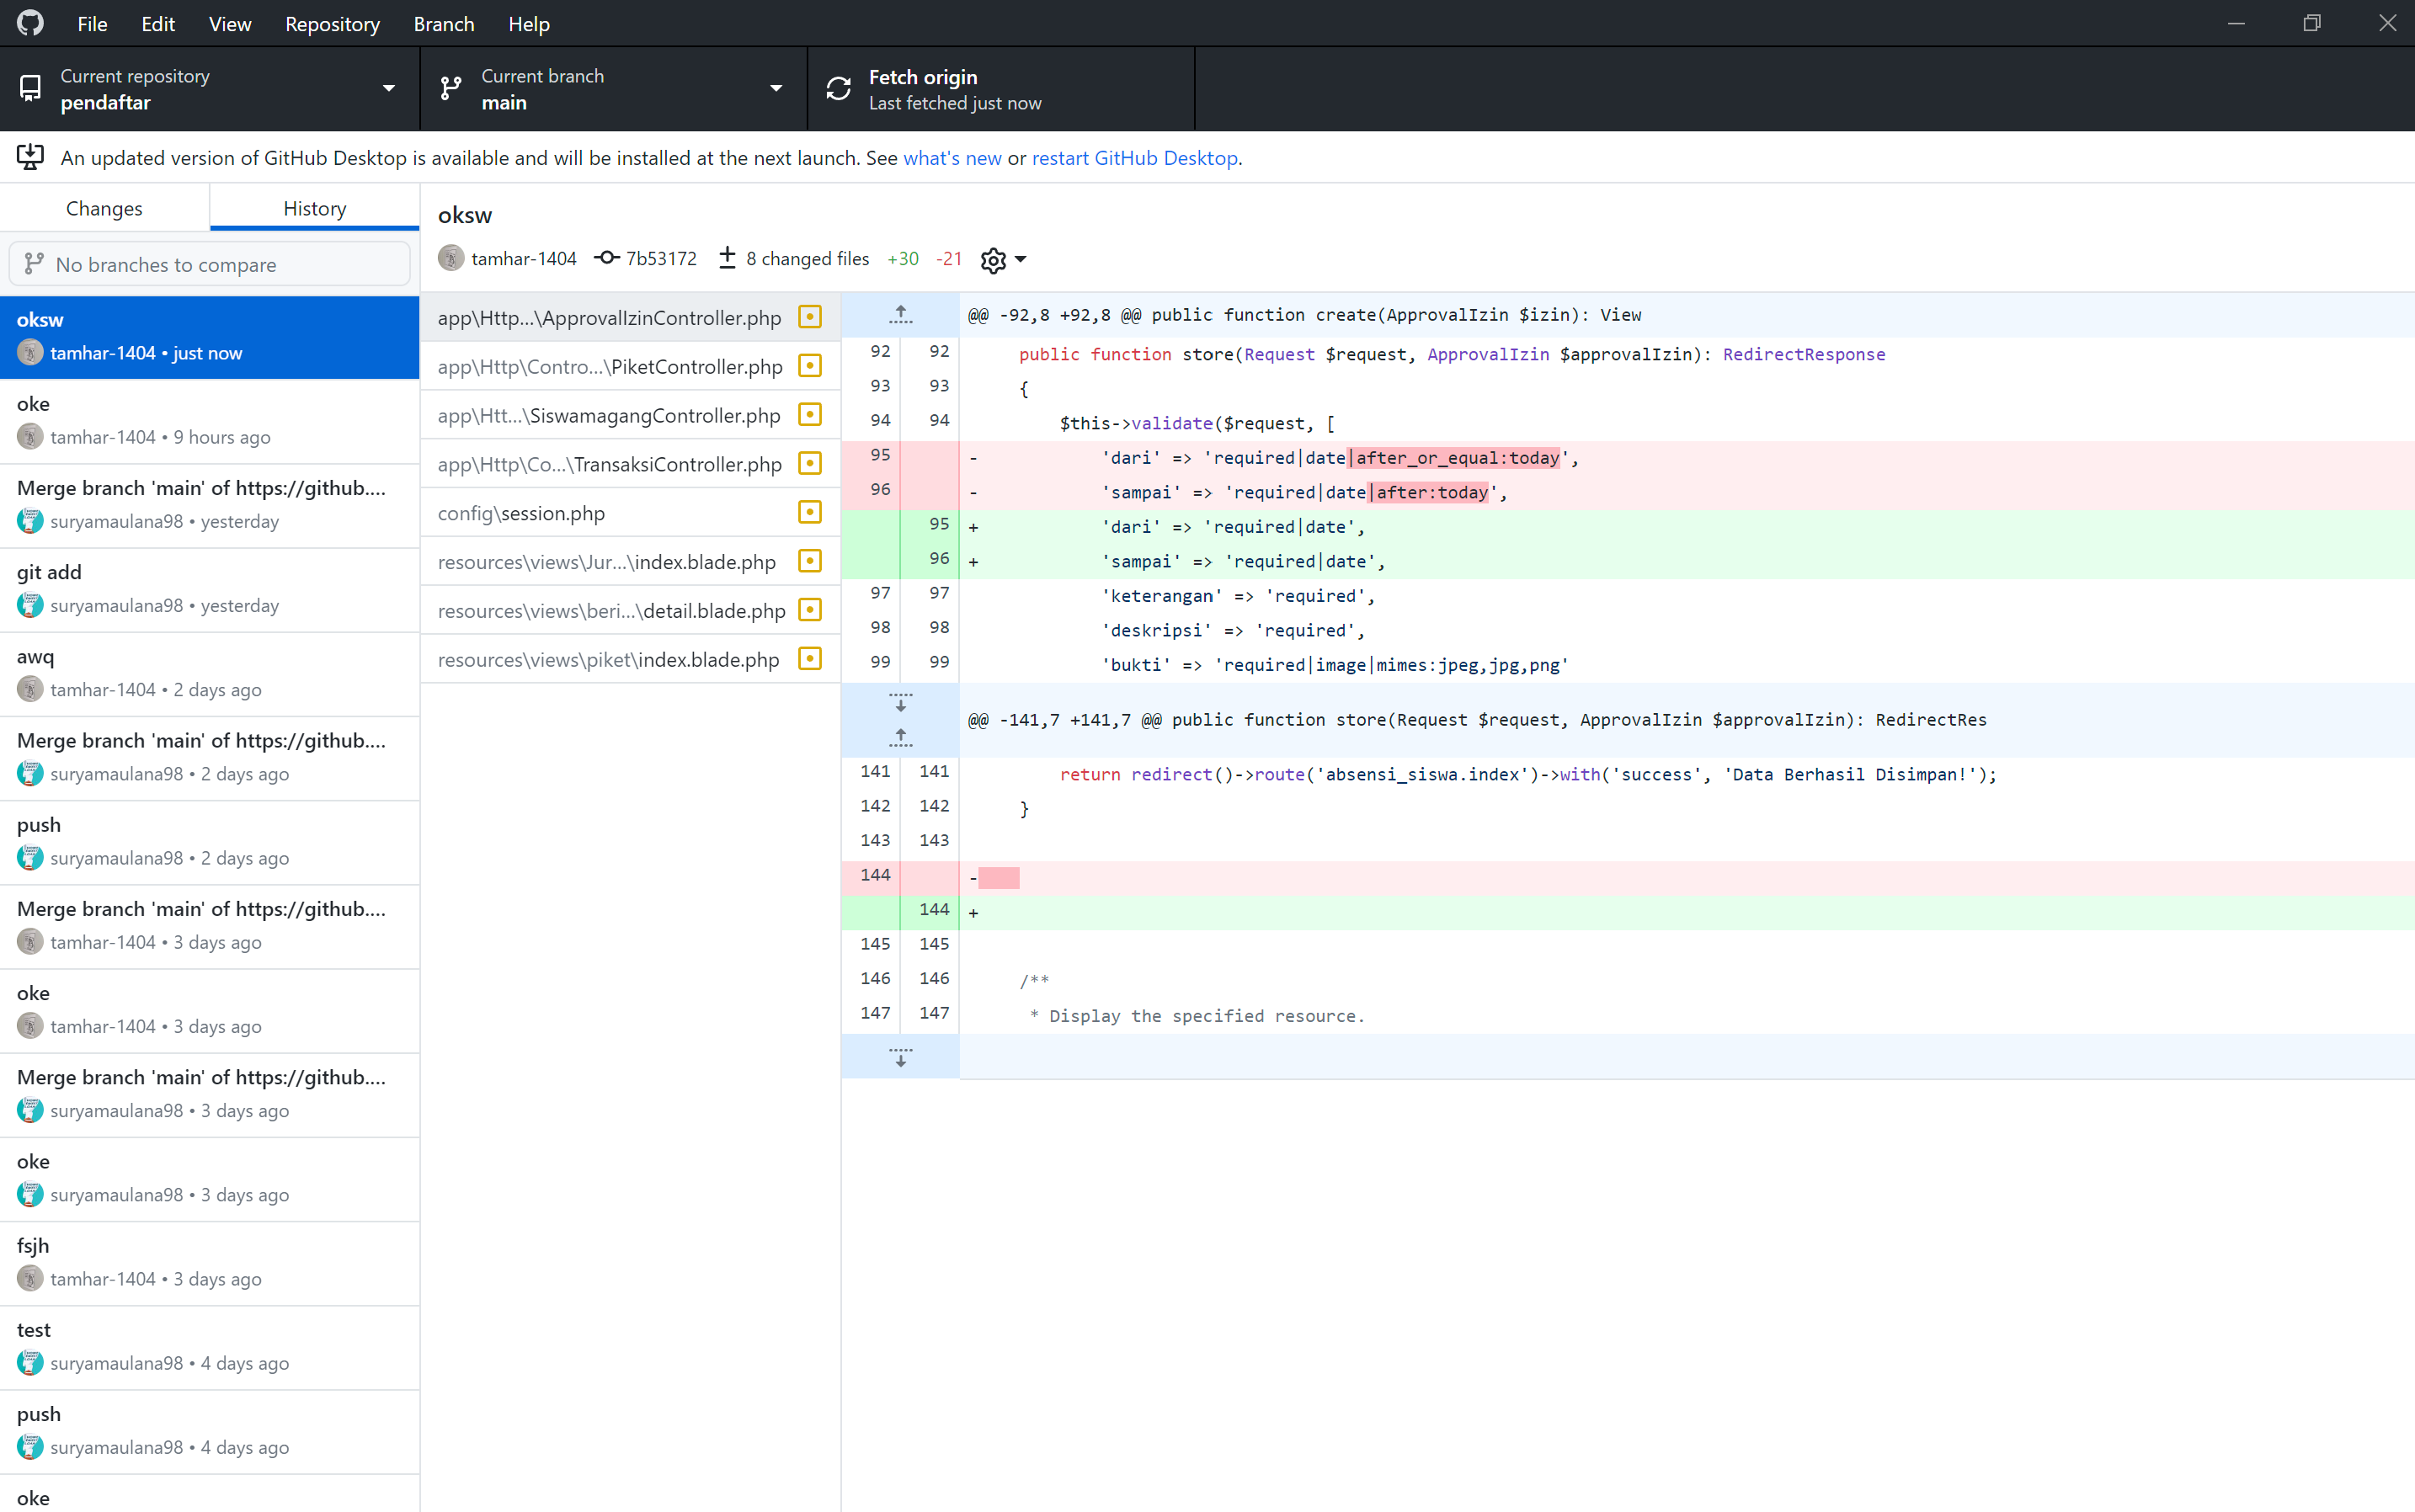 File Edit View Repository Branch Help
Current repository
pendaftar
Current branch
main
Fetch origin
Last fetched just now
An updated version of GitHub Desktop is available and will be installed at the next launch. See what's new or restart GitHub Desktop.
Changes History
No branches to compare
oksw
tamhar-1404 • just now
oke
tamhar-1404 • 9 hours ago
Merge branch 'main' of https://github....
suryamaulana98 • yesterday
git add
suryamaulana98 • yesterday
awq
tamhar-1404 • 2 days ago
Merge branch 'main' of https://github....
suryamaulana98 • 2 days ago
push
suryamaulana98 • 2 days ago
Merge branch 'main' of https://github....
tamhar-1404 • 3 days ago
oke
tamhar-1404 • 3 days ago
Merge branch 'main' of https://github....
suryamaulana98 • 3 days ago
oke
suryamaulana98 • 3 days ago
fsjh
tamhar-1404 • 3 days ago
test
suryamaulana98 • 4 days ago
push
suryamaulana98 • 4 days ago
oke
oksw
tamhar-1404 7b53172 8 changed files +30 -21
app\Http...\ApprovalIzinController.php
app\Http\Contro...\PiketController.php
app\Htt...\SiswamagangController.php
app\Http\Co...\TransaksiController.php
config\session.php
resources\views\Jur...\index.blade.php
resources\views\beri...\detail.blade.php
resources\views\piket\index.blade.php
@@ -92,8 +92,8 @@ public function create(ApprovalIzin $izin): View
92 92 public function store(Request $request, ApprovalIzin $approvalIzin): RedirectResponse
93 93 {
94 94 $this->validate($request, [
95 - 'dari' => 'required|date|after_or_equal:today',
96 - 'sampai' => 'required|date|after:today',
95 + 'dari' => 'required|date',
96 + 'sampai' => 'required|date',
97 97 'keterangan' => 'required',
98 98 'deskripsi' => 'required',
99 99 'bukti' => 'required|image|mimes:jpeg,jpg,png'
@@ -141,7 +141,7 @@ public function store(Request $request, ApprovalIzin $approvalIzin): RedirectRes
141 141 return redirect()->route('absensi_siswa.index')->with('success', 'Data Berhasil Disimpan!');
142 142 }
143 143
144 -
144 +
145 145
146 146 /**
147 147 * Display the specified resource.